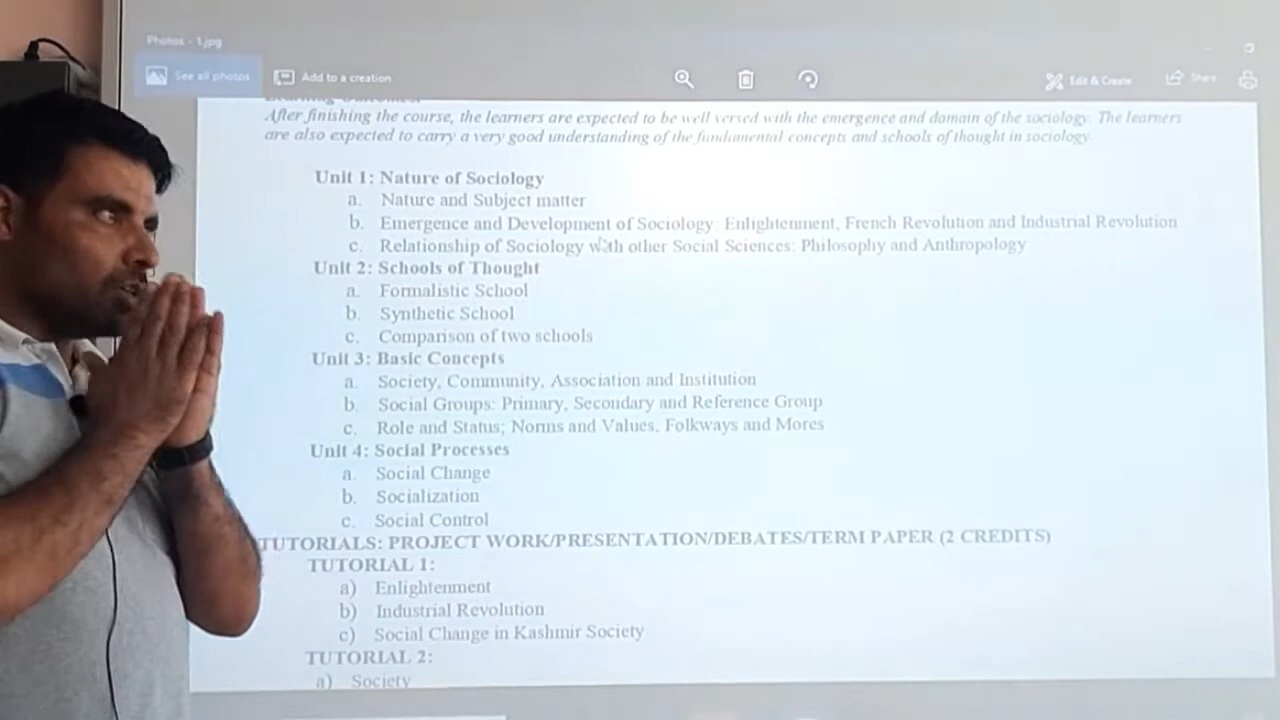 Photos - 1.jpg
See all photos
Add to a creation
Edit & Create
Share
Learning Outcomes:
After finishing the course, the learners are expected to be well versed with the emergence and domain of the sociology. The learners
are also expected to carry a very good understanding of the fundamental concepts and schools of thought in sociology.
Unit 1: Nature of Sociology
a. Nature and Subject matter
b. Emergence and Development of Sociology: Enlightenment, French Revolution and Industrial Revolution
c. Relationship of Sociology with other Social Sciences: Philosophy and Anthropology
Unit 2: Schools of Thought
a. Formalistic School
b. Synthetic School
c. Comparison of two schools
Unit 3: Basic Concepts
a. Society, Community, Association and Institution
b. Social Groups: Primary, Secondary and Reference Group
c. Role and Status; Norms and Values, Folkways and Mores
Unit 4: Social Processes
a. Social Change
b. Socialization
c. Social Control
TUTORIALS: PROJECT WORK/PRESENTATION/DEBATES/TERM PAPER (2 CREDITS)
TUTORIAL 1:
a) Enlightenment
b) Industrial Revolution
c) Social Change in Kashmir Society
TUTORIAL 2:
a) Society